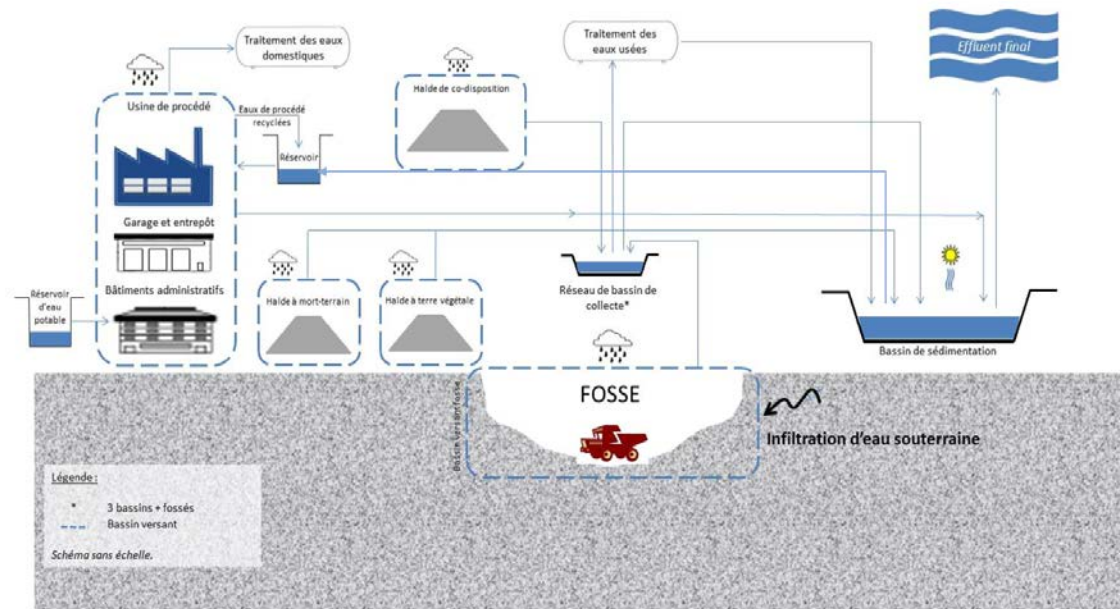 Traitement des eaux
domestiques
Traitement des
eaux usées
Effluent final
Usine de procédé
Eaux de procédé
recyclées
Halde de co-disposition
Réservoir
Garage et entrepôt
Bâtiments administratifs
Réservoir
d'eau
potable
Halde à mort-terrain
Halde à terre végétale
Réseau de bassin de
collecte*
Bassin de sédimentation
Bassin versant fosse
FOSSE
Infiltration d'eau souterraine
Légende :
* 3 bassins + fossés
Bassin versant
Schéma sans échelle.